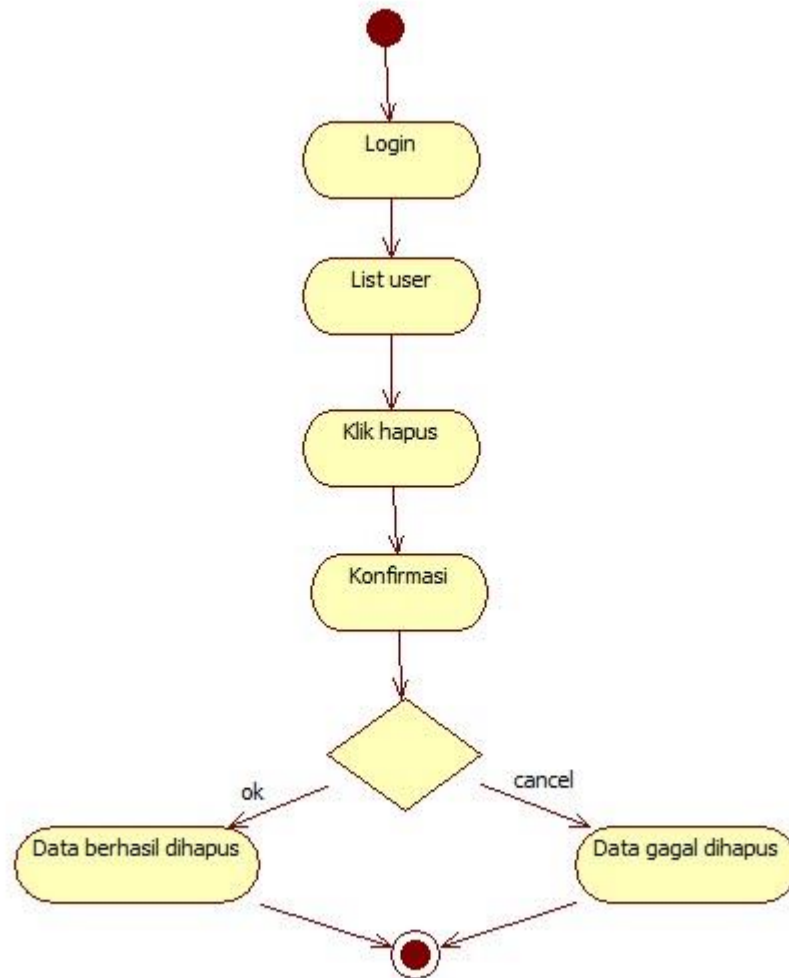 Login
List user
Klik hapus
Konfirmasi
ok
cancel
Data berhasil dihapus
Data gagal dihapus